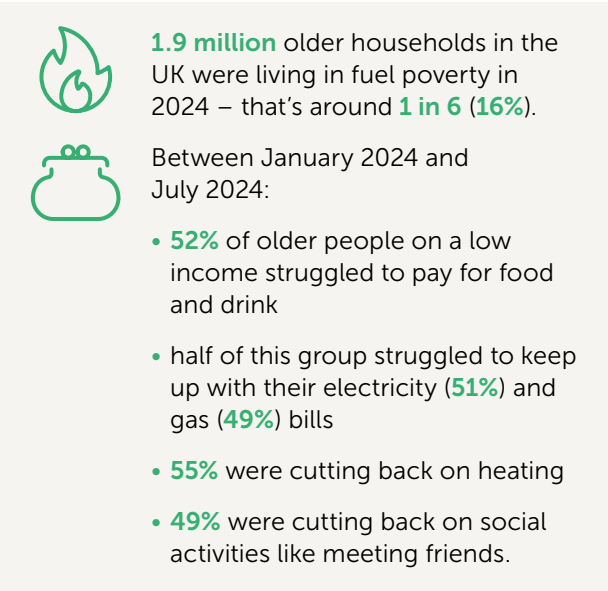 1.9 million older households in the
UK were living in fuel poverty in
2024 – that’s around 1 in 6 (16%).
Between January 2024 and
July 2024:
• 52% of older people on a low
income struggled to pay for food
and drink
• half of this group struggled to keep
up with their electricity (51%) and
gas (49%) bills
• 55% were cutting back on heating
• 49% were cutting back on social
activities like meeting friends.